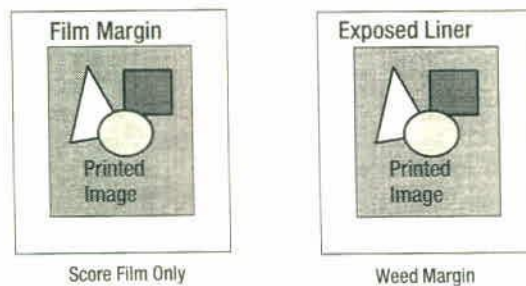 Film Margin
Printed
Image
Score Film Only
Exposed Liner
Printed
Image
Weed Margin